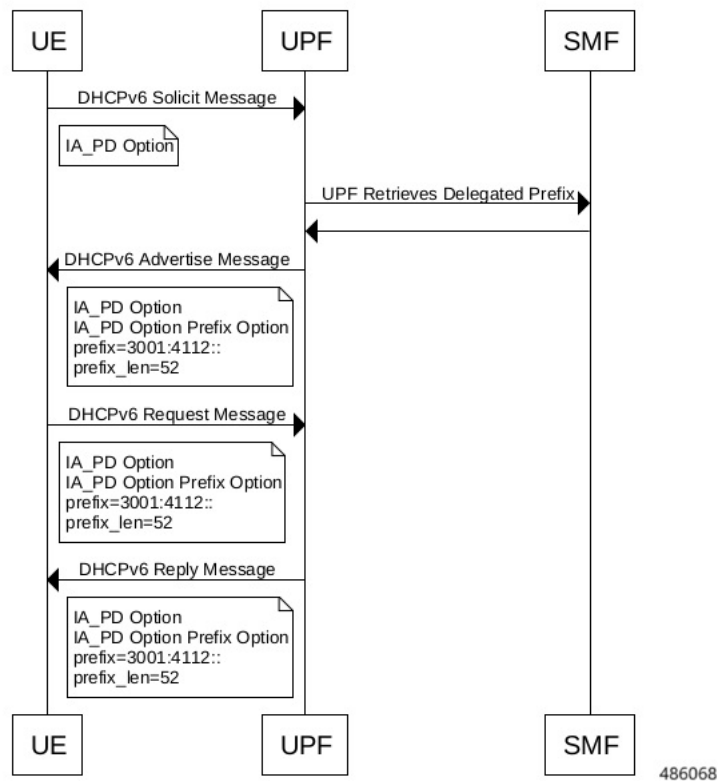 UE
UPF
SMF
DHCPv6 Solicit Message
IA_PD Option
UPF Retrieves Delegated Prefix
DHCPv6 Advertise Message
IA_PD Option
IA_PD Option Prefix Option
prefix=3001:4112::
prefix_len=52
DHCPv6 Request Message
IA_PD Option
IA_PD Option Prefix Option
prefix=3001:4112::
prefix_len=52
DHCPv6 Reply Message
IA_PD Option
IA_PD Option Prefix Option
prefix=3001:4112::
prefix_len=52
UE
UPF
SMF
486068